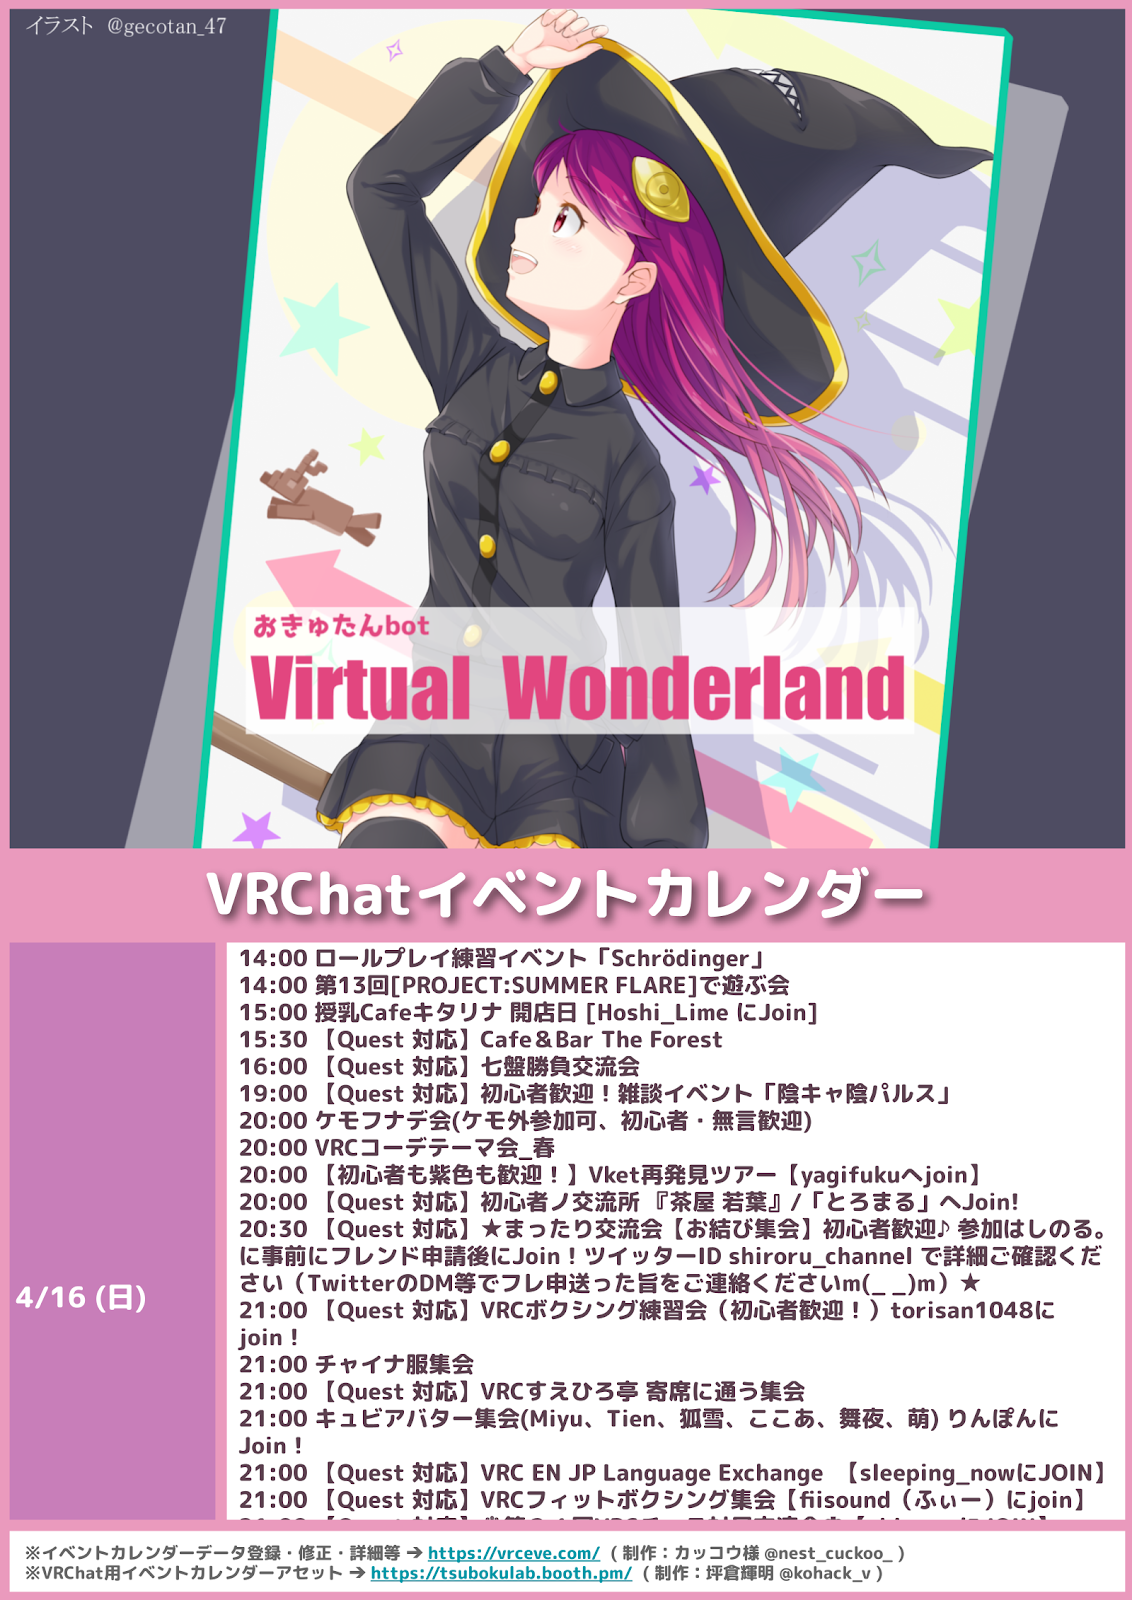 イラスト @gecotan_47
おきゅたんbot
Virtual Wonderland
VRChatイベントカレンダー
4/16 (日)
14:00 ロールプレイ練習イベント「Schrödinger」
14:00 第13回[PROJECT:SUMMER FLARE]で遊ぶ会
15:00 授乳Cafeキタリナ 開店日 [Hoshi_Lime にJoin]
15:30 【Quest 対応】Cafe＆Bar The Forest
16:00 【Quest 対応】七盤勝負交流会
19:00 【Quest 対応】初心者歓迎！雑談イベント「陰キャ陰パルス」
20:00 ケモフナデ会(ケモ外参加可、初心者・無言歓迎)
20:00 VRCコーデテーマ会_春
20:00 【初心者も紫色も歓迎！】Vket再発見ツアー【yagifukuへjoin】
20:00 【Quest 対応】初心者ノ交流所 『茶屋 若葉』/「とろまる」へJoin!
20:30 【Quest 対応】★まったり交流会【お結び集会】初心者歓迎♪ 参加はしのる。
に事前にフレンド申請後にJoin！ツイッターID shiroru_channel で詳細ご確認くだ
さい（TwitterのDM等でフレ申送った旨をご連絡くださいm(_ _)m）★
21:00 【Quest 対応】VRCボクシング練習会（初心者歓迎！）torisan1048に
join！
21:00 チャイナ服集会
21:00 【Quest 対応】VRCすえひろ亭 寄席に通う集会
21:00 キュビアバター集会(Miyu、Tien、狐雪、ここあ、舞夜、萌) りんぽんに
Join！
21:00 【Quest 対応】VRC EN JP Language Exchange 【sleeping_nowにJOIN】
21:00 【Quest 対応】VRCフィットボクシング集会【fiisound（ふぃー）にjoin】
※イベントカレンダーデータ登録・修正・詳細等 ➔ https://vrceve.com/ （ 制作：カッコウ様 @nest_cuckoo_ ）
※VRChat用イベントカレンダーアセット ➔ https://tsubokulab.booth.pm/ （ 制作：坪倉輝明 @kohack_v ）